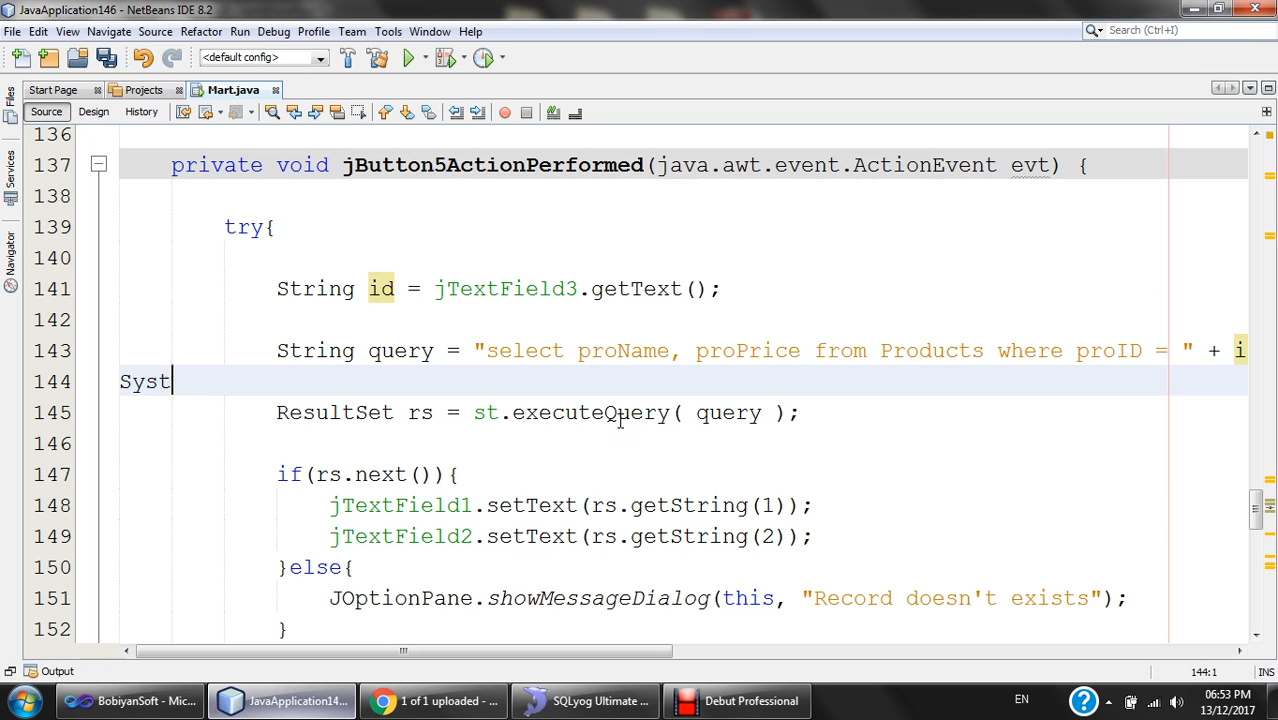 JavaApplication146 - NetBeans IDE 8.2
File Edit View Navigate Source Refactor Run Debug Profile Team Tools Window Help
Search (Ctrl+I)
<default config>
Start Page Projects Mart.java
Source Design History
Files
Services
Navigator
136
137 private void jButton5ActionPerformed(java.awt.event.ActionEvent evt) {
138
139 try{
140
141 String id = jTextField3.getText();
142
143 String query = "select proName, proPrice from Products where proID = " + i
144 Syst
145 ResultSet rs = st.executeQuery( query );
146
147 if(rs.next()){
148 jTextField1.setText(rs.getString(1));
149 jTextField2.setText(rs.getString(2));
150 }else{
151 JOptionPane.showMessageDialog(this, "Record doesn't exists");
152 }
Output
144:1 INS
BobiyanSoft - Mic... JavaApplication14... 1 of 1 uploaded - ... SQLyog Ultimate ... Debut Professional EN 06:53 PM
13/12/2017